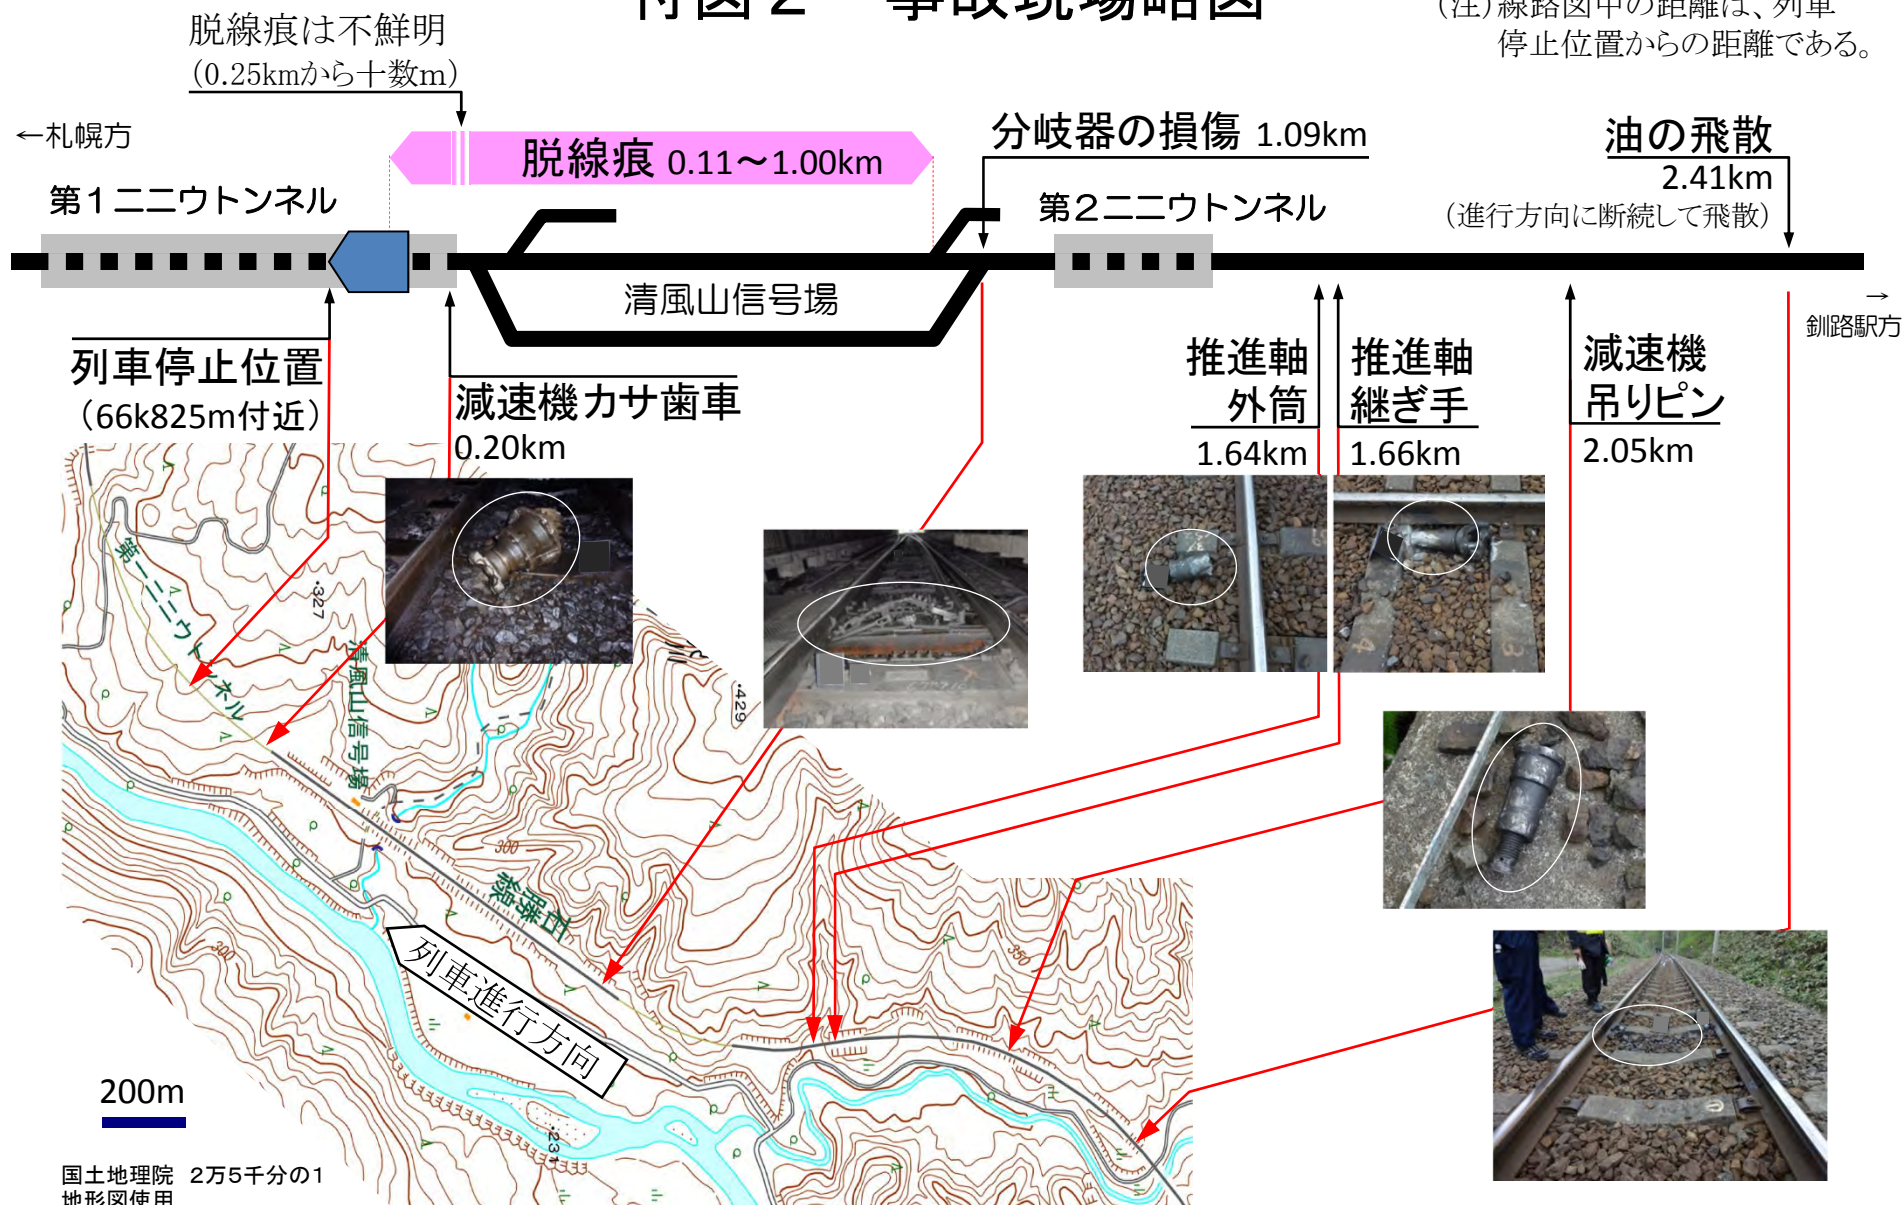 付図２　事故現場略図
（注）線路図中の距離は、列車
停止位置からの距離である。
脱線痕は不鮮明
（0.25kmから十数m）
←札幌方
脱線痕 0.11～1.00km
分岐器の損傷 1.09km
油の飛散
2.41km
（進行方向に断続して飛散）
第１ニニウトンネル
第２ニニウトンネル
清風山信号場
→
釧路駅方
列車停止位置
（66k825m付近）
減速機カサ歯車
0.20km
推進軸
外筒
1.64km
推進軸
継ぎ手
1.66km
減速機
吊りピン
2.05km
第一ニニウトンネル
・327
清風山信号場
・429
300
石勝線
350
300
列車進行方向
・231
200m
国土地理院　2万5千分の1
地形図使用